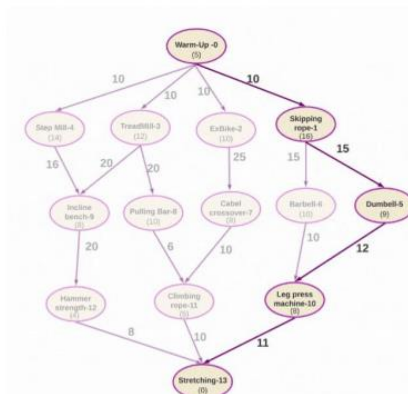 Warm-Up -0
(5)
10
10
10
10
Step Mill-4
(14)
TreadMill-3
(12)
ExBike-2
(10)
Skipping
rope-1
(16)
16
20
20
25
15
15
Incline
bench-9
(8)
Pulling Bar-8
(10)
Cabel
crossover-7
(9)
Barbell-6
(10)
Dumbell-5
(9)
20
6
10
10
12
Hammer
strength-12
Climbing
rope-11
(5)
Leg press
machine-10
(8)
8
10
11
Stretching-13
(0)